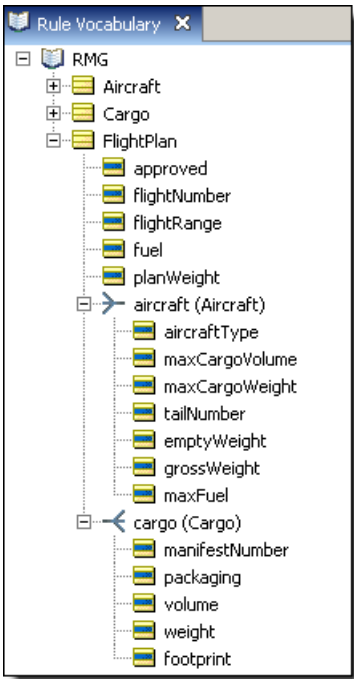 Rule Vocabulary
RMG
Aircraft
Cargo
FlightPlan
approved
flightNumber
flightRange
fuel
planWeight
aircraft (Aircraft)
aircraftType
maxCargoVolume
maxCargoWeight
tailNumber
emptyWeight
grossWeight
maxFuel
cargo (Cargo)
manifestNumber
packaging
volume
weight
footprint